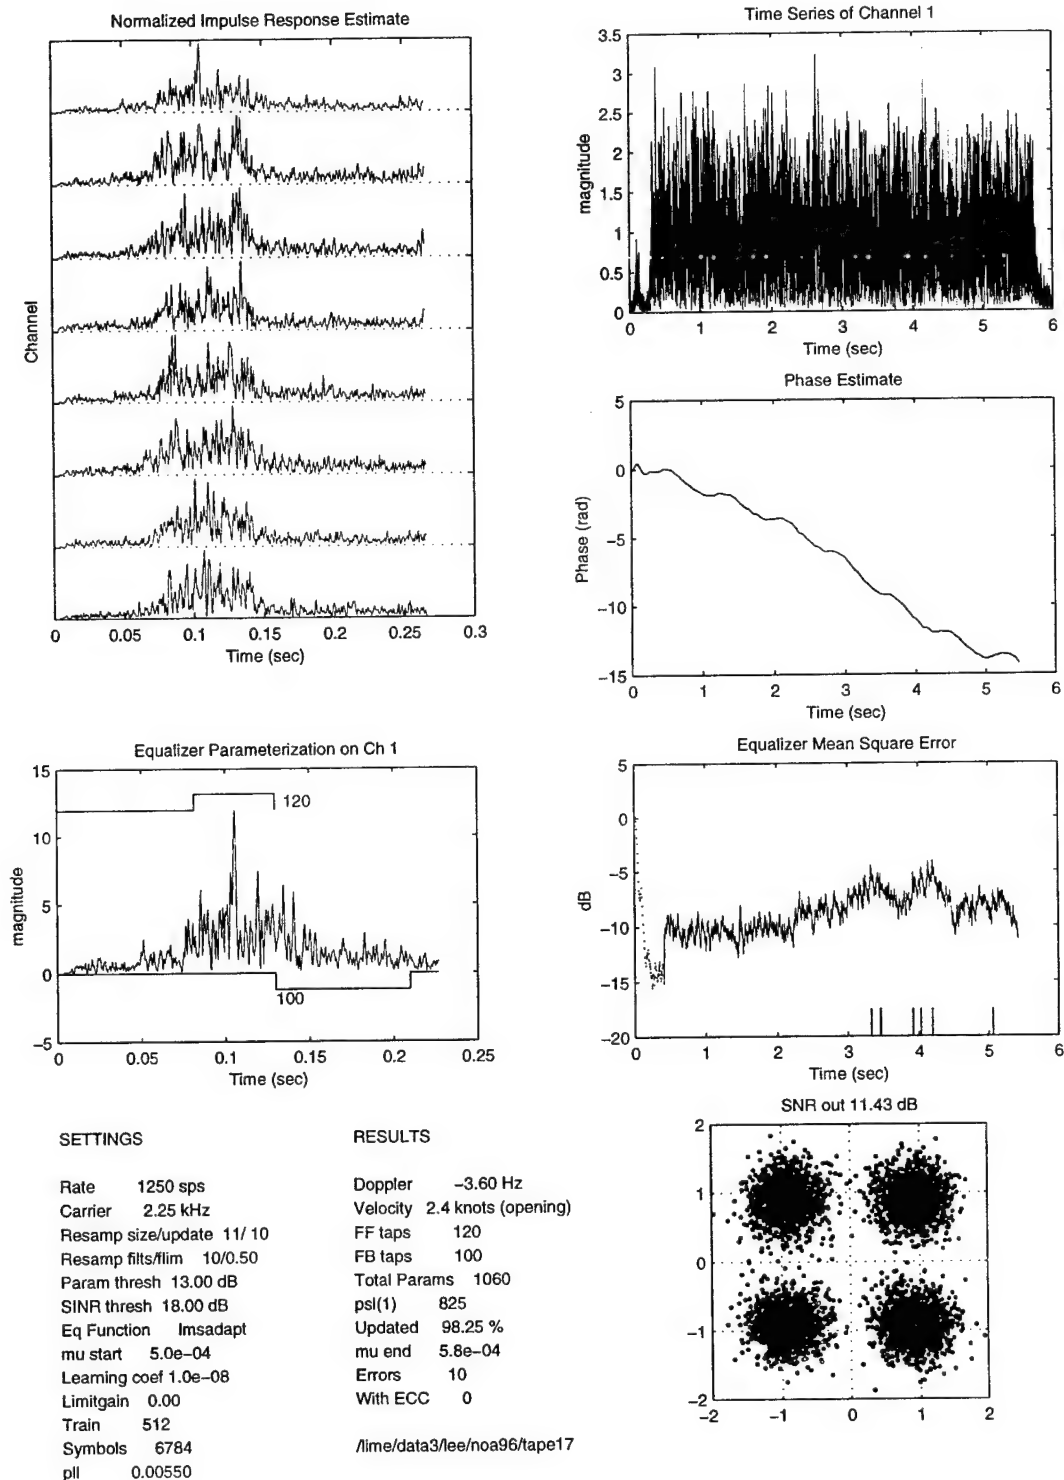 Normalized Impulse Response Estimate
Channel
0 0.05 0.1 0.15 0.2 0.25 0.3
Time (sec)
Time Series of Channel 1
magnitude
3.5
3
2.5
2
1.5
1
0.5
0
0 1 2 3 4 5 6
Time (sec)
Phase Estimate
Phase (rad)
5
0
−5
−10
−15
0 1 2 3 4 5 6
Time (sec)
Equalizer Parameterization on Ch 1
magnitude
15
10
5
0
−5
120
100
0 0.05 0.1 0.15 0.2 0.25
Time (sec)
Equalizer Mean Square Error
dB
5
0
−5
−10
−15
−20
0 1 2 3 4 5 6
Time (sec)
SETTINGS
Rate 1250 sps
Carrier 2.25 kHz
Resamp size/update 11/ 10
Resamp filts/flim 10/0.50
Param thresh 13.00 dB
SINR thresh 18.00 dB
Eq Function lmsadapt
mu start 5.0e−04
Learning coef 1.0e−08
Limitgain 0.00
Train 512
Symbols 6784
pll 0.00550
RESULTS
Doppler −3.60 Hz
Velocity 2.4 knots (opening)
FF taps 120
FB taps 100
Total Params 1060
psl(1) 825
Updated 98.25 %
mu end 5.8e−04
Errors 10
With ECC 0
/lime/data3/lee/noa96/tape17
SNR out 11.43 dB
2
1
0
−1
−2
−2 −1 0 1 2